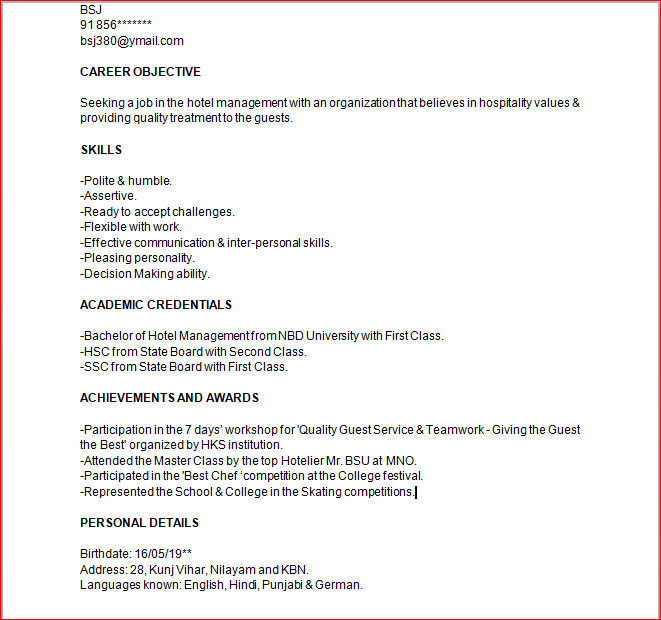 BSJ
91 856*******
bsj380@ymail.com
CAREER OBJECTIVE
Seeking a job in the hotel management with an organization that believes in hospitality values &
providing quality treatment to the guests.
SKILLS
-Polite & humble.
-Assertive.
-Ready to accept challenges.
-Flexible with work.
-Effective communication & inter-personal skills.
-Pleasing personality.
-Decision Making ability.
ACADEMIC CREDENTIALS
-Bachelor of Hotel Management from NBD University with First Class.
-HSC from State Board with Second Class.
-SSC from State Board with First Class.
ACHIEVEMENTS AND AWARDS
-Participation in the 7 days’ workshop for 'Quality Guest Service & Teamwork - Giving the Guest
the Best' organized by HKS institution.
-Attended the Master Class by the top Hotelier Mr. BSU at MNO.
-Participated in the 'Best Chef ‘competition at the College festival.
-Represented the School & College in the Skating competitions.
PERSONAL DETAILS
Birthdate: 16/05/19**
Address: 28, Kunj Vihar, Nilayam and KBN.
Languages known: English, Hindi, Punjabi & German.